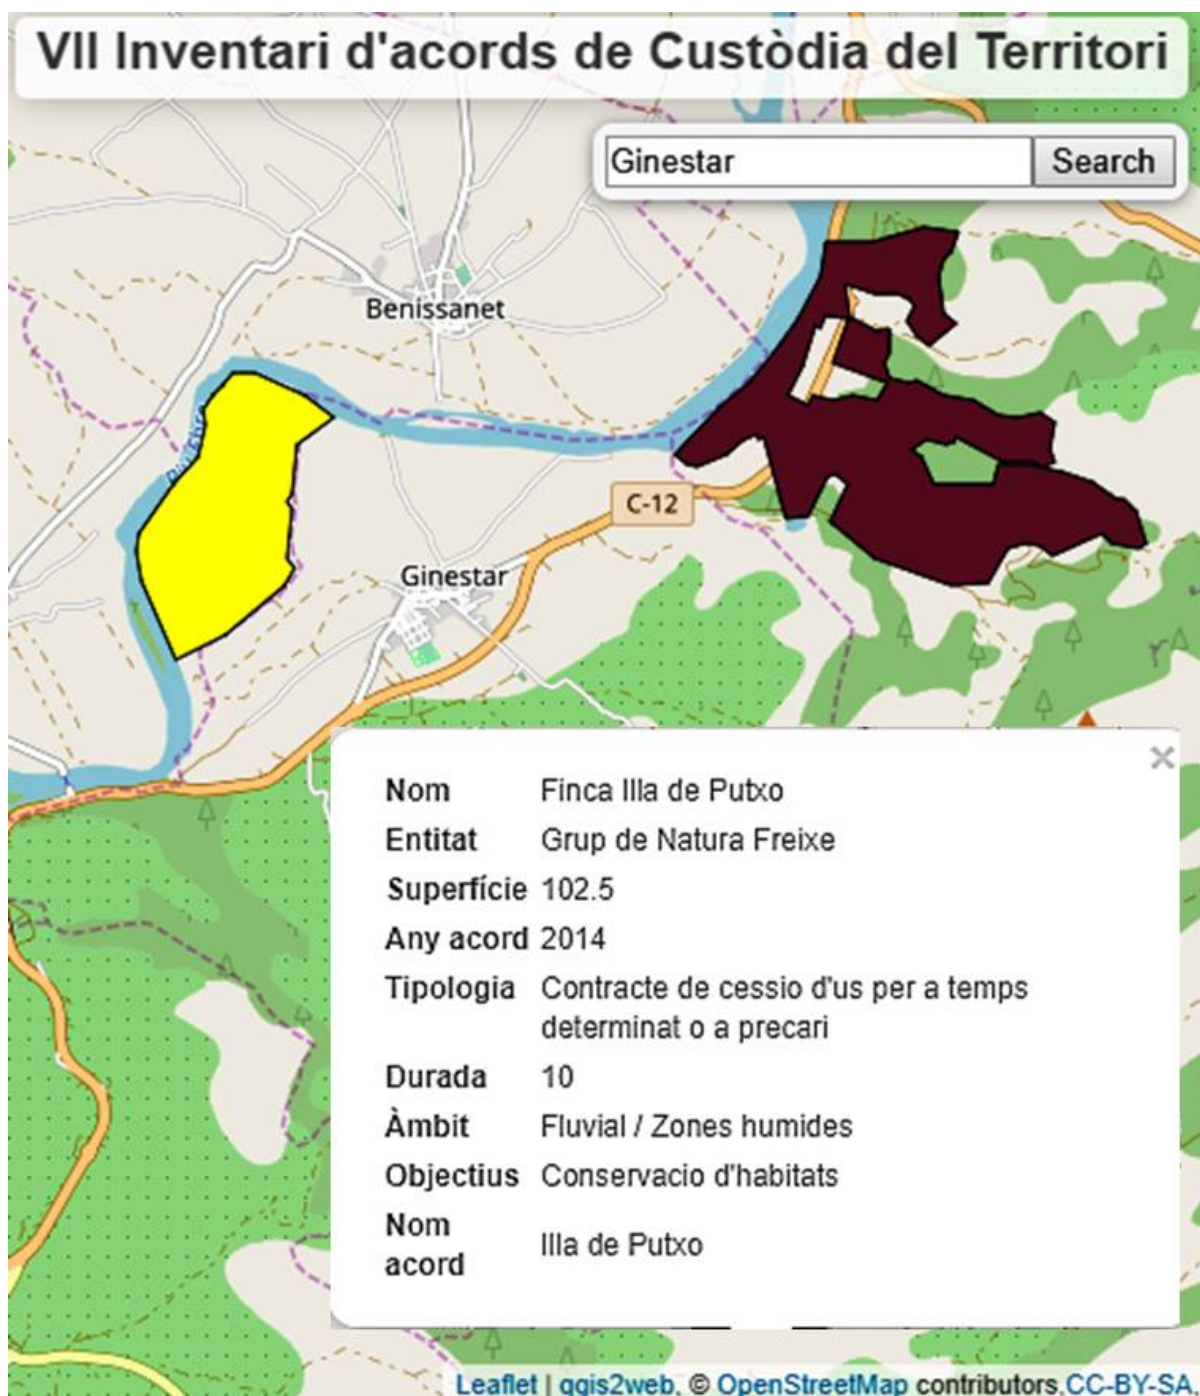 VII Inventari d'acords de Custòdia del Territori
Ginestar Search
Benissanet
C-12
Ginestar
×
Nom Finca Illa de Putxo
Entitat Grup de Natura Freixe
Superfície 102.5
Any acord 2014
Tipologia Contracte de cessio d'us per a temps
determinat o a precari
Durada 10
Àmbit Fluvial / Zones humides
Objectius Conservacio d'habitats
Nom
acord Illa de Putxo
Leaflet | qgis2web, © OpenStreetMap contributors,CC-BY-SA